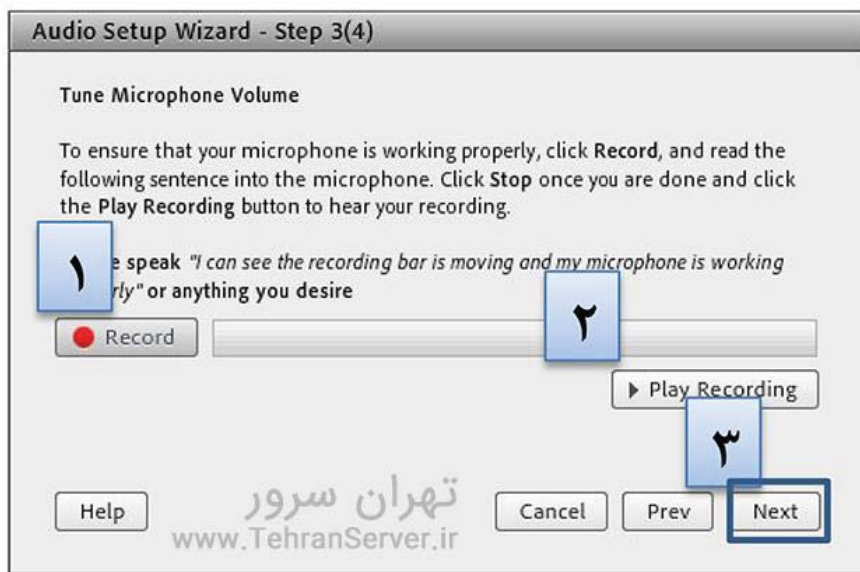 Audio Setup Wizard - Step 3(4)
Tune Microphone Volume
To ensure that your microphone is working properly, click Record, and read the
following sentence into the microphone. Click Stop once you are done and click
the Play Recording button to hear your recording.
۱
speak "I can see the recording bar is moving and my microphone is working
or anything you desire
۲
Record
Play Recording
۳
Help
تهران سرور
www.TehranServer.ir
Cancel
Prev
Next